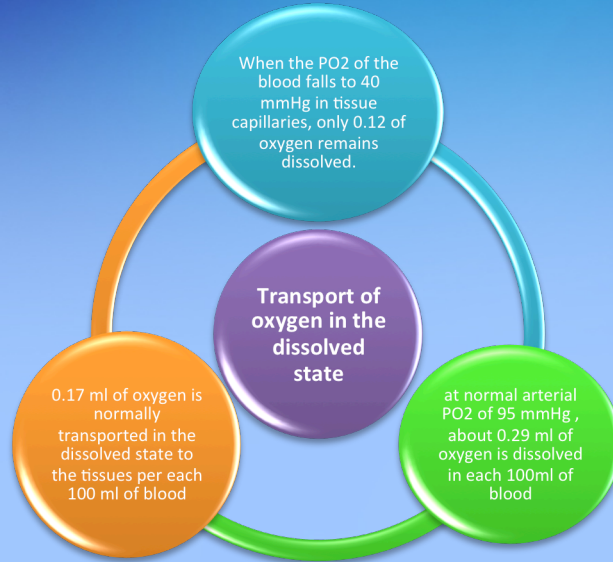 When the PO2 of the
blood falls to 40
mmHg in tissue
capillaries, only 0.12 of
oxygen remains
dissolved.
Transport of
oxygen in the
dissolved
state
0.17 ml of oxygen is
normally
transported in the
dissolved state to
the tissues per each
100 ml of blood
at normal arterial
PO2 of 95 mmHg ,
about 0.29 ml of
oxygen is dissolved
in each 100ml of
blood